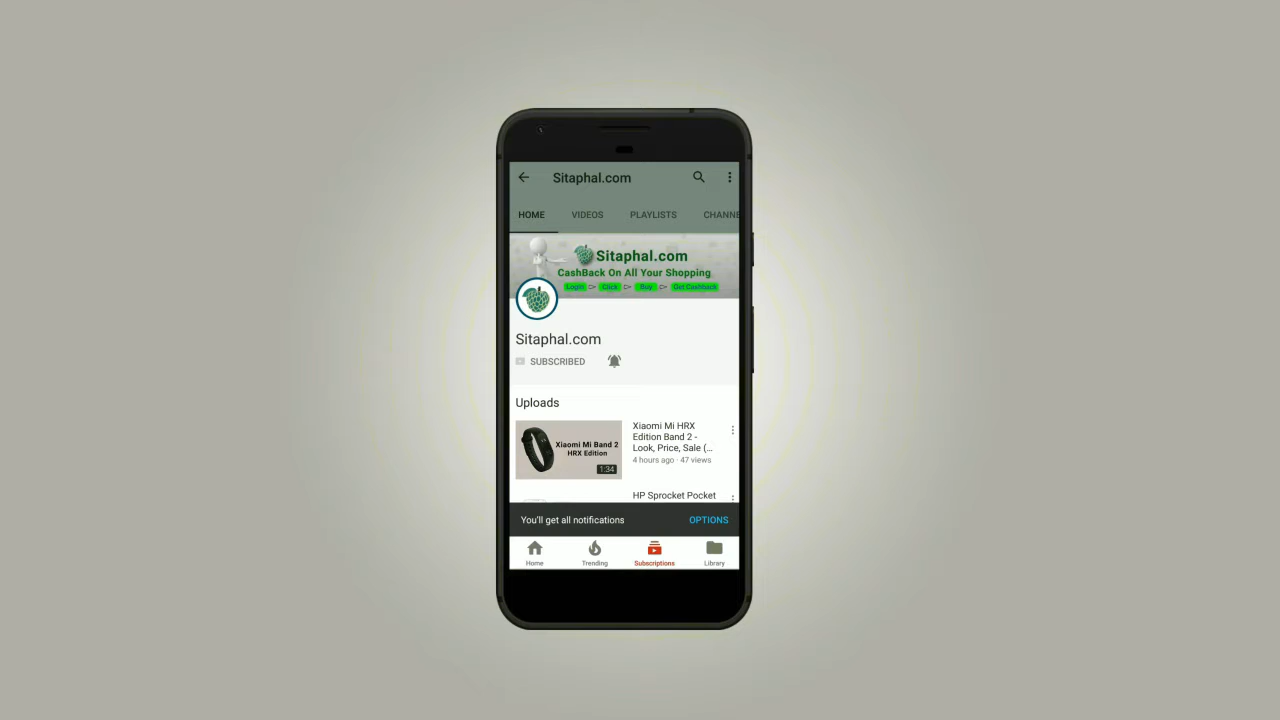 Sitaphal.com
HOME VIDEOS PLAYLISTS CHANNE
Sitaphal.com
CashBack On All Your Shopping
Login Click Buy Get Cashback
Sitaphal.com
SUBSCRIBED
Uploads
Xiaomi Mi Band 2
HRX Edition
1:34
Xiaomi Mi HRX
Edition Band 2 -
Look, Price, Sale (...
4 hours ago · 47 views
HP Sprocket Pocket
You'll get all notifications OPTIONS
Home Trending Subscriptions Library